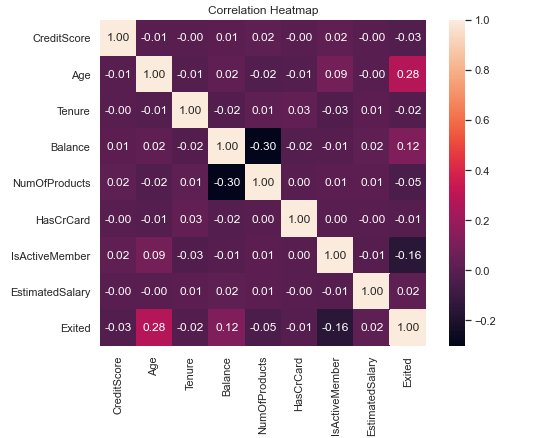 Correlation Heatmap
CreditScore 1.00 -0.01 -0.00 0.01 0.02 -0.00 0.02 -0.00 -0.03
Age -0.01 1.00 -0.01 0.02 -0.02 -0.01 0.09 -0.00 0.28
Tenure -0.00 -0.01 1.00 -0.02 0.01 0.03 -0.03 0.01 -0.02
Balance 0.01 0.02 -0.02 1.00 -0.30 -0.02 -0.01 0.02 0.12
NumOfProducts 0.02 -0.02 0.01 -0.30 1.00 0.00 0.01 0.01 -0.05
HasCrCard -0.00 -0.01 0.03 -0.02 0.00 1.00 -0.00 -0.00 -0.01
IsActiveMember 0.02 0.09 -0.03 -0.01 0.01 0.00 1.00 -0.01 -0.16
EstimatedSalary -0.00 -0.00 0.01 0.02 0.01 -0.00 -0.01 1.00 0.02
Exited -0.03 0.28 -0.02 0.12 -0.05 -0.01 -0.16 0.02 1.00
CreditScore
Age
Tenure
Balance
NumOfProducts
HasCrCard
IsActiveMember
EstimatedSalary
Exited
1.0
0.8
0.6
0.4
0.2
0.0
−0.2